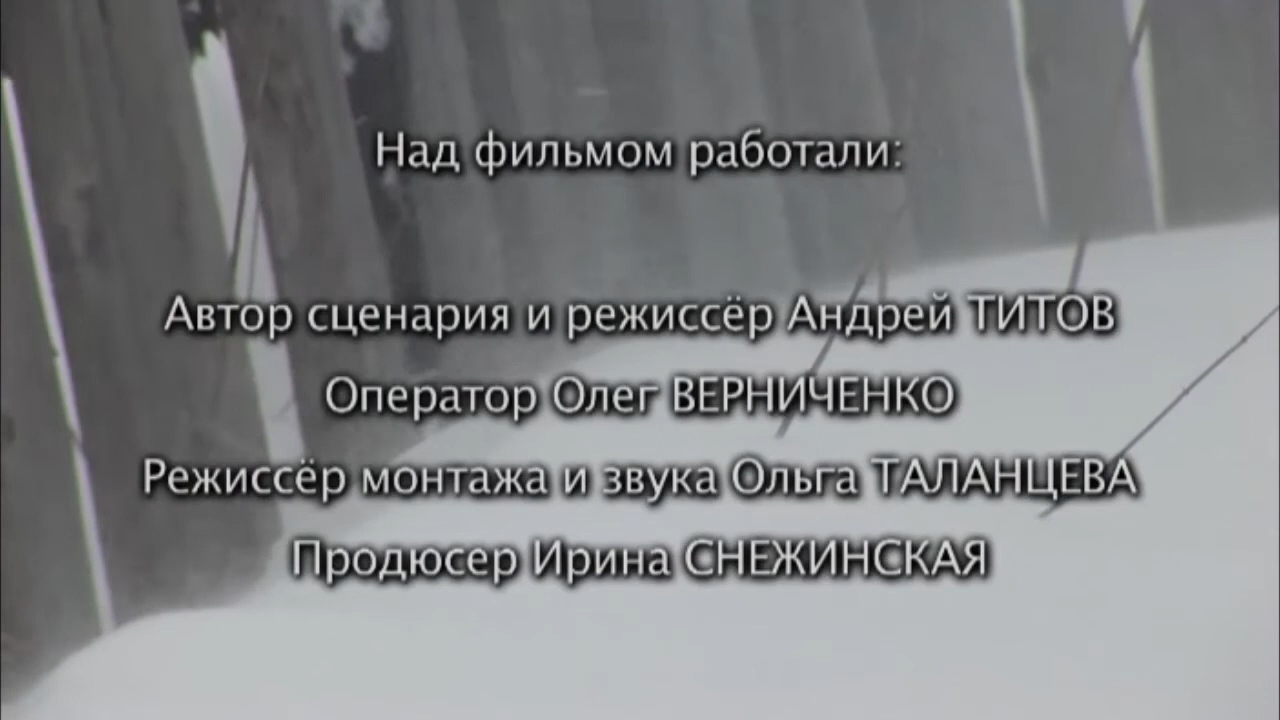 Над фильмом работали:
Автор сценария и режиссёр Андрей ТИТОВ
Оператор Олег ВЕРНИЧЕНКО
Режиссёр монтажа и звука Ольга ТАЛАНЦЕВА
Продюсер Ирина СНЕЖИНСКАЯ